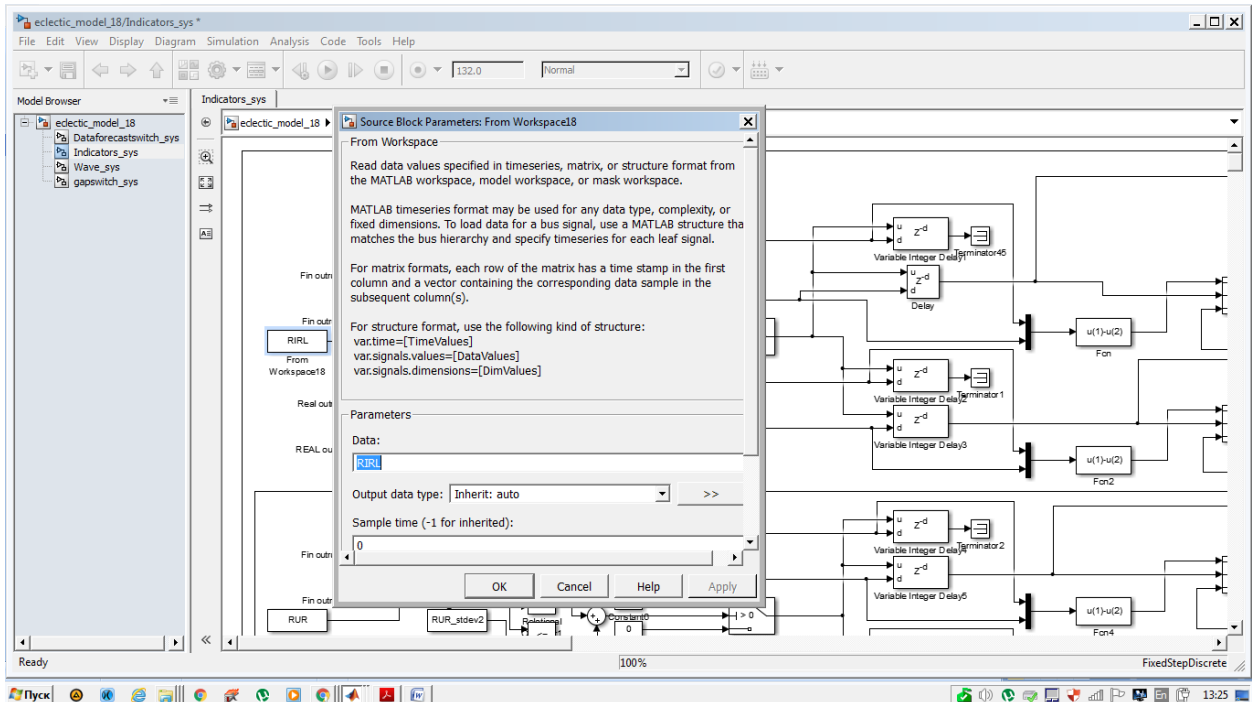 eclectic_model_18/Indicators_sys *
File Edit View Display Diagram Simulation Analysis Code Tools Help
132.0
Normal
Model Browser
Indicators_sys
eclectic_model_18
Dataforecastswitch_sys
Indicators_sys
Wave_sys
gapswitch_sys
eclectic_model_18
Source Block Parameters: From Workspace18
From Workspace
Read data values specified in timeseries, matrix, or structure format from
the MATLAB workspace, model workspace, or mask workspace.
MATLAB timeseries format may be used for any data type, complexity, or
fixed dimensions. To load data for a bus signal, use a MATLAB structure tha
matches the bus hierarchy and specify timeseries for each leaf signal.
For matrix formats, each row of the matrix has a time stamp in the first
column and a vector containing the corresponding data sample in the
subsequent column(s).
For structure format, use the following kind of structure:
var.time=[TimeValues]
var.signals.values=[DataValues]
var.signals.dimensions=[DimValues]
Parameters
Data:
RIRL
Output data type: Inherit: auto
>>
Sample time (-1 for inherited):
0
OK Cancel Help Apply
Fin outr
Fin outr
RIRL
From
Workspace18
Real out
REAL ou
Fin outr
Fin outr
RUR
RUR_stdev2
Relational
Constant6
0
> 0
u
d
Z-d
Variable Integer Delay1
Terminator45
u
d
Z-d
Delay
u(1)-u(2)
Fcn
u
d
Z-d
Variable Integer Delay2
Terminator1
u
d
Z-d
Variable Integer Delay3
u(1)-u(2)
Fcn2
u
d
Z-d
Variable Integer Delay4
Terminator2
u
d
Z-d
Variable Integer Delay5
u(1)-u(2)
Fcn4
Ready
100%
FixedStepDiscrete
Пуск
En
13:25